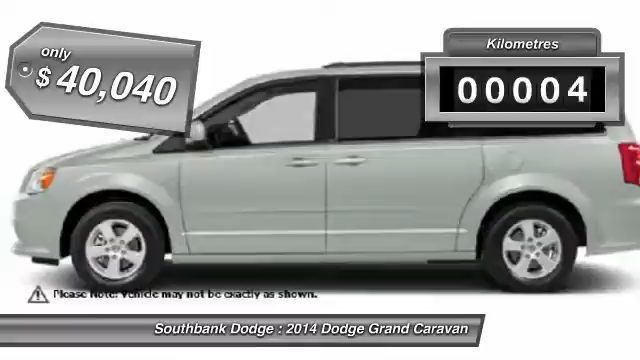 only
$ 40,040
Kilometres
00004
Please Note: Vehicle may not be exactly as shown.
Southbank Dodge : 2014 Dodge Grand Caravan